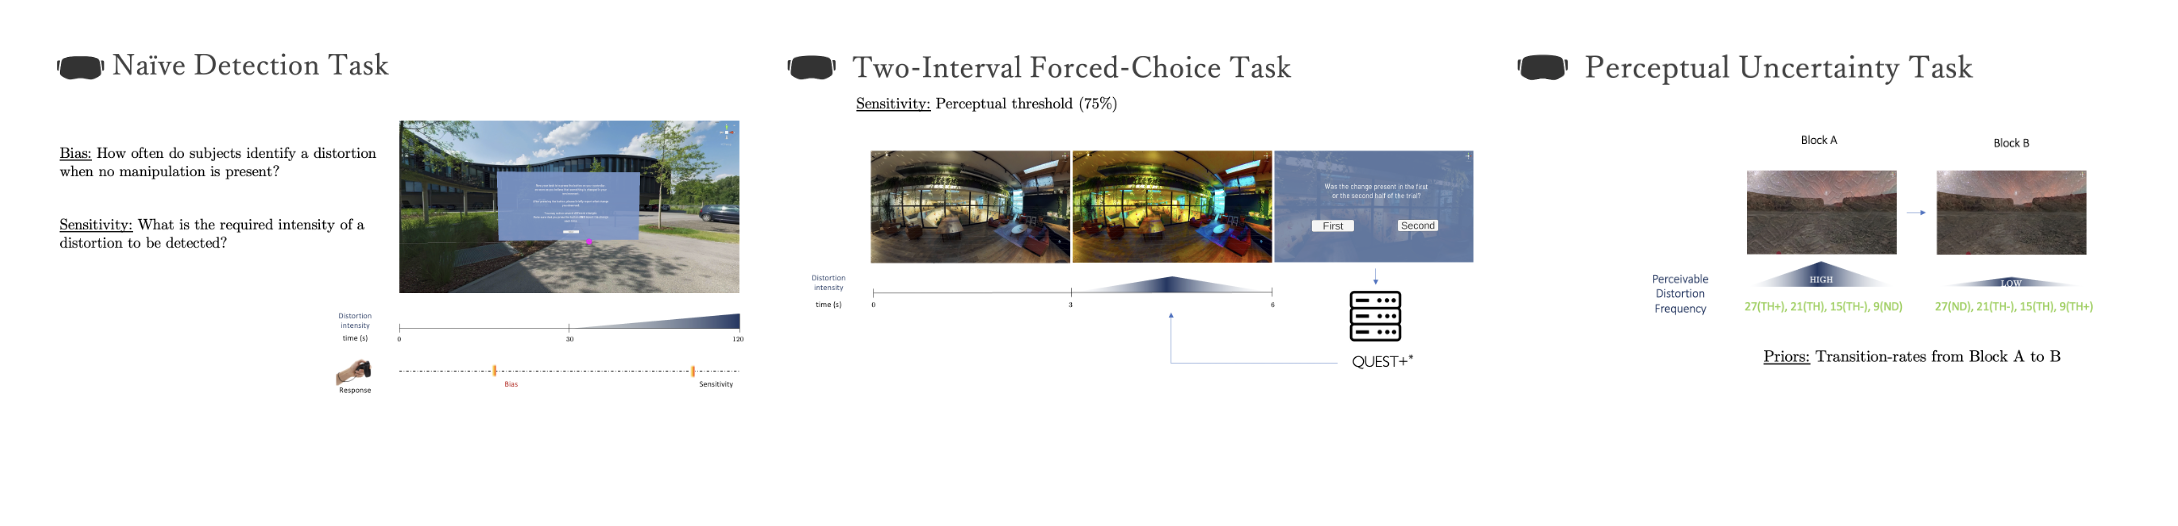 Naïve Detection Task
Bias: How often do subjects identify a distortion
when no manipulation is present?
Sensitivity: What is the required intensity of a
distortion to be detected?
Distortion
intensity
time (s)
0
30
120
Response
Bias
Sensitivity
Two-Interval Forced-Choice Task
Sensitivity: Perceptual threshold (75%)
Was the change present in the first
or the second half of the trial?
First
Second
Distortion
intensity
time (s)
0
3
6
QUEST+*
Perceptual Uncertainty Task
Block A
Block B
Perceivable
Distortion
Frequency
HIGH
LOW
27(TH+), 21(TH), 15(TH-), 9(ND)
27(ND), 21(TH-), 15(TH), 9(TH+)
Priors: Transition-rates from Block A to B